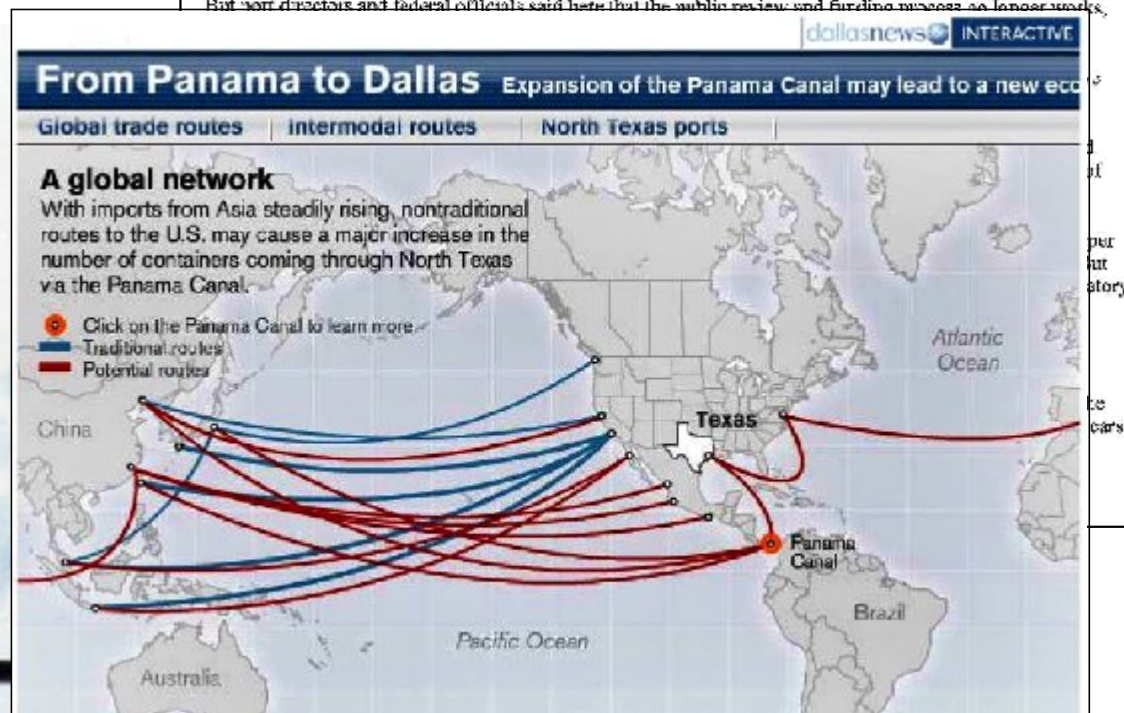 But port directors and federal officials said here that the public review and funding process no longer works,
dallasnews INTERACTIVE
From Panama to Dallas Expansion of the Panama Canal may lead to a new eco
Global trade routes Intermodal routes North Texas ports
A global network
With imports from Asia steadily rising, nontraditional
routes to the U.S. may cause a major increase in the
number of containers coming through North Texas
via the Panama Canal.
Click on the Panama Canal to learn more
Traditional routes
Potential routes
Atlantic
Ocean
China
Texas
Panama
Canal
Brazil
Pacific Ocean
Australia